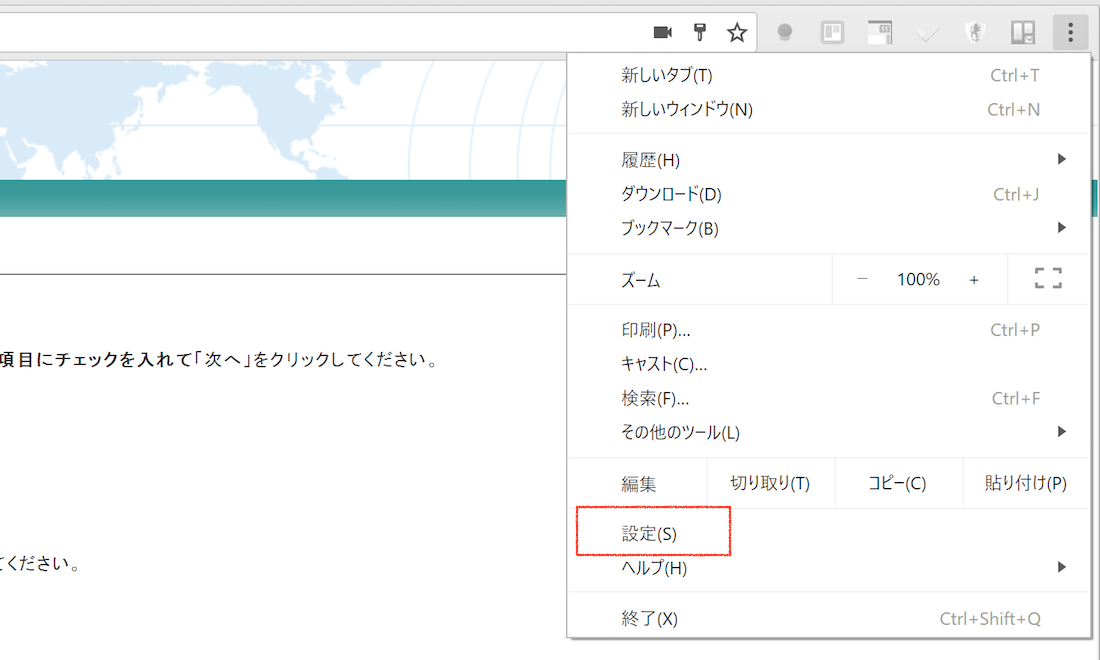 新しいタブ(T) Ctrl+T
新しいウィンドウ(N) Ctrl+N
履歴(H)
ダウンロード(D) Ctrl+J
ブックマーク(B)
ズーム − 100% +
印刷(P)... Ctrl+P
項目にチェックを入れて「次へ」をクリックしてください。
キャスト(C)...
検索(F)... Ctrl+F
その他のツール(L)
編集 切り取り(T) コピー(C) 貼り付け(P)
設定(S)
てください。
ヘルプ(H)
終了(X) Ctrl+Shift+Q